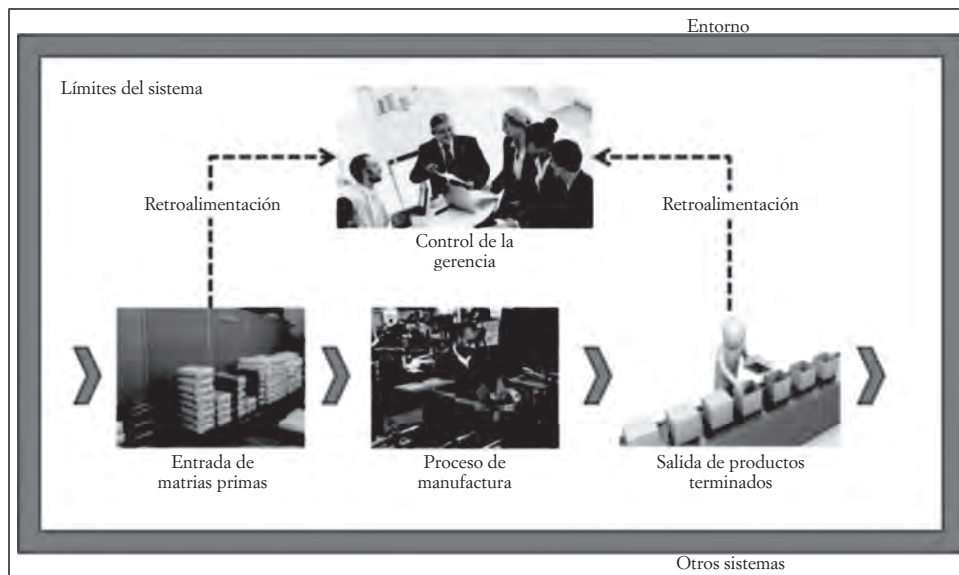 Entorno
Límites del sistema
Retroalimentación
Retroalimentación
Control de la
gerencia
Entrada de
matrias primas
Proceso de
manufactura
Salida de productos
terminados
Otros sistemas